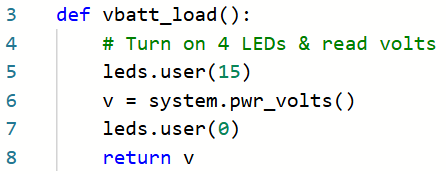 3 def vbatt_load():
4     # Turn on 4 LEDs & read volts
5     leds.user(15)
6     v = system.pwr_volts()
7     leds.user(0)
8     return v